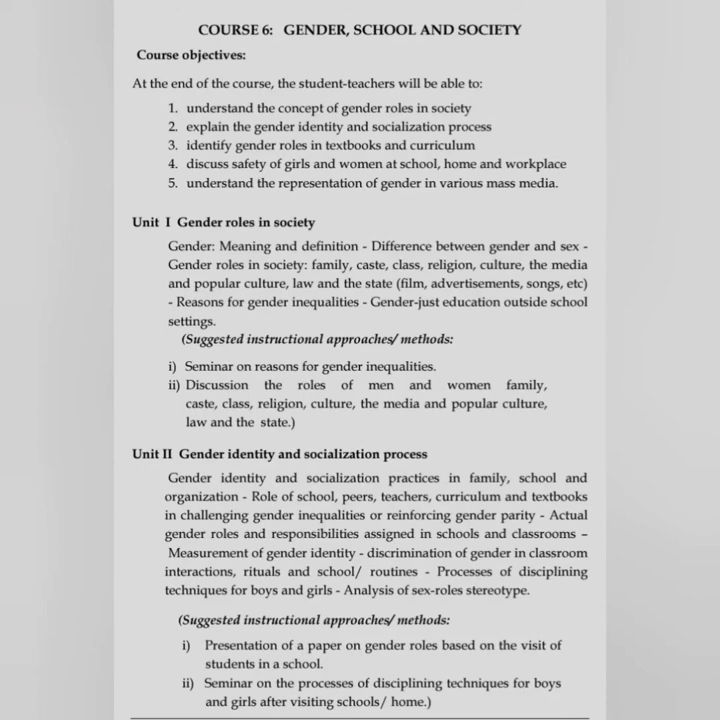 COURSE 6: GENDER, SCHOOL AND SOCIETY
Course objectives:
At the end of the course, the student-teachers will be able to:
1. understand the concept of gender roles in society
2. explain the gender identity and socialization process
3. identify gender roles in textbooks and curriculum
4. discuss safety of girls and women at school, home and workplace
5. understand the representation of gender in various mass media.
Unit I Gender roles in society
Gender: Meaning and definition - Difference between gender and sex -
Gender roles in society: family, caste, class, religion, culture, the media
and popular culture, law and the state (film, advertisements, songs, etc)
- Reasons for gender inequalities - Gender-just education outside school
settings.
(Suggested instructional approaches/ methods:
i) Seminar on reasons for gender inequalities.
ii) Discussion the roles of men and women family,
caste, class, religion, culture, the media and popular culture,
law and the state.)
Unit II Gender identity and socialization process
Gender identity and socialization practices in family, school and
organization - Role of school, peers, teachers, curriculum and textbooks
in challenging gender inequalities or reinforcing gender parity - Actual
gender roles and responsibilities assigned in schools and classrooms –
Measurement of gender identity - discrimination of gender in classroom
interactions, rituals and school/ routines - Processes of disciplining
techniques for boys and girls - Analysis of sex-roles stereotype.
(Suggested instructional approaches/ methods:
i) Presentation of a paper on gender roles based on the visit of
students in a school.
ii) Seminar on the processes of disciplining techniques for boys
and girls after visiting schools/ home.)